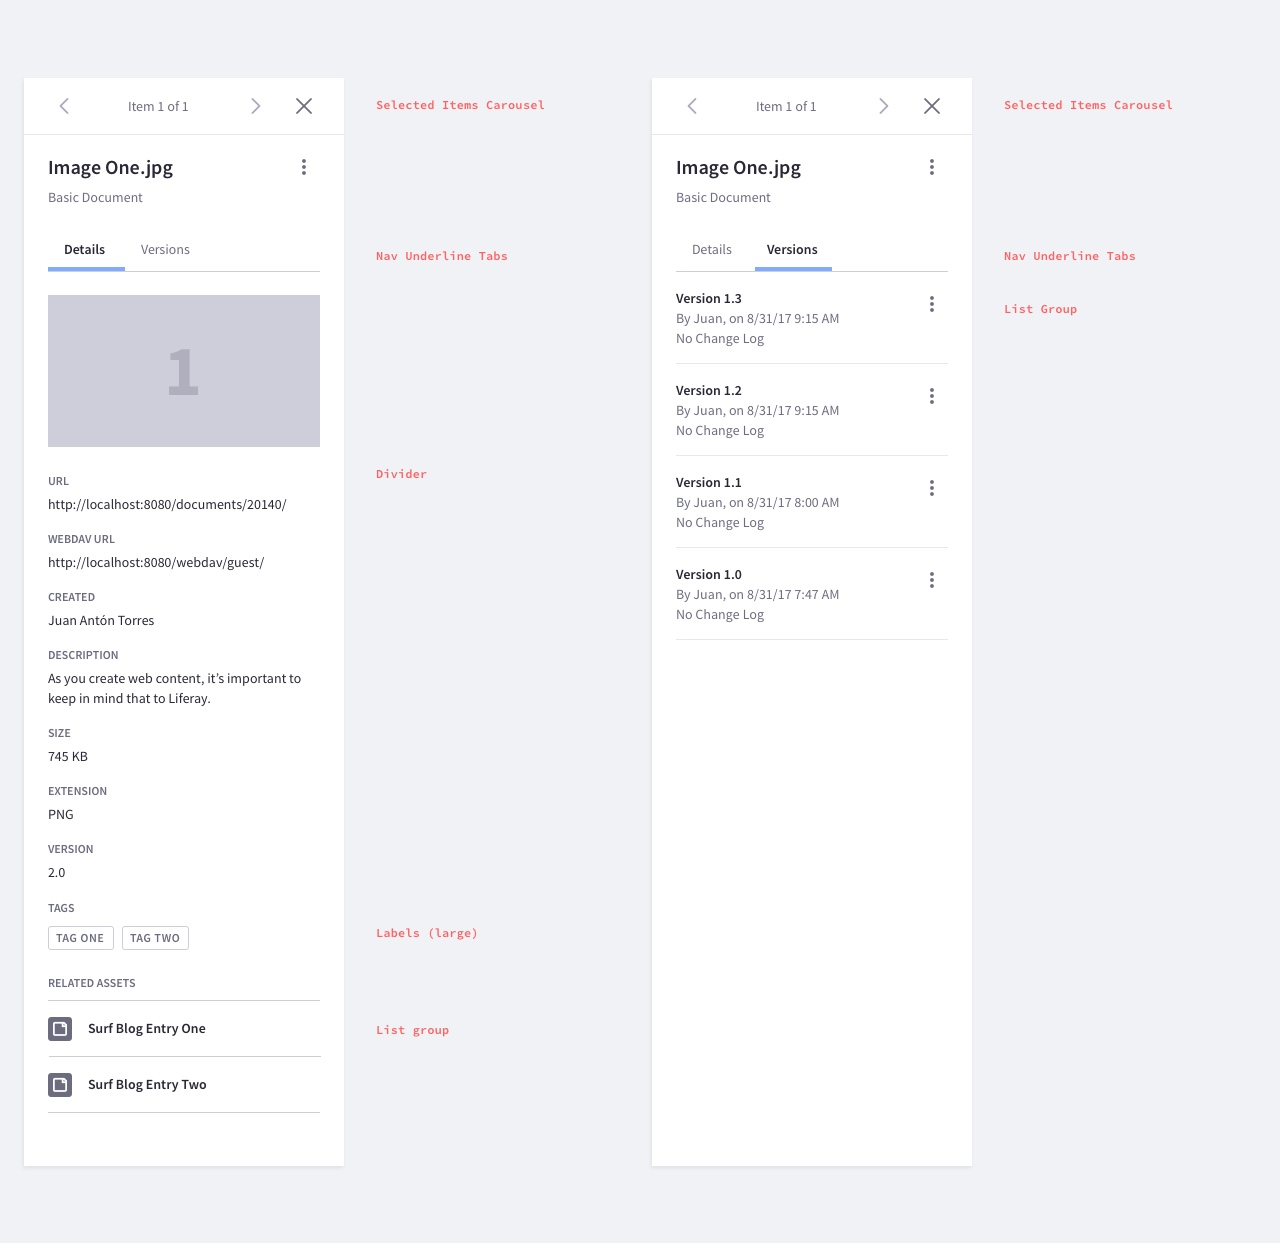 Item 1 of 1
Selected Items Carousel
Image One.jpg
Basic Document
Details
Versions
Nav Underline Tabs
1
Divider
URL
http://localhost:8080/documents/20140/
WEBDAV URL
http://localhost:8080/webdav/guest/
CREATED
Juan Antón Torres
DESCRIPTION
As you create web content, it’s important to
keep in mind that to Liferay.
SIZE
745 KB
EXTENSION
PNG
VERSION
2.0
TAGS
TAG ONE
TAG TWO
Labels (large)
RELATED ASSETS
Surf Blog Entry One
List group
Surf Blog Entry Two
Item 1 of 1
Selected Items Carousel
Image One.jpg
Basic Document
Details
Versions
Nav Underline Tabs
Version 1.3
By Juan, on 8/31/17 9:15 AM
No Change Log
List Group
Version 1.2
By Juan, on 8/31/17 9:15 AM
No Change Log
Version 1.1
By Juan, on 8/31/17 8:00 AM
No Change Log
Version 1.0
By Juan, on 8/31/17 7:47 AM
No Change Log